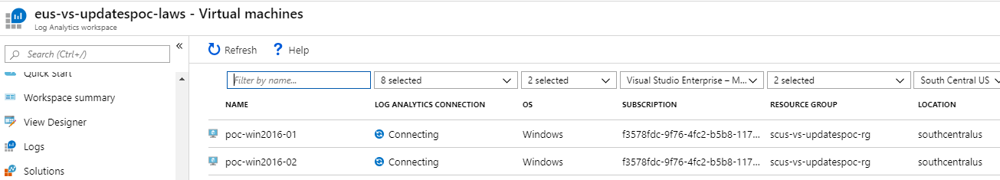 eus-vs-updatespoc-laws - Virtual machines
Log Analytics workspace
Search (Ctrl+/)
«
Quick Start
Workspace summary
View Designer
Logs
Solutions
Refresh ? Help
Filter by name... 8 selected 2 selected Visual Studio Enterprise – M... 2 selected South Central US
NAME LOG ANALYTICS CONNECTION OS SUBSCRIPTION RESOURCE GROUP LOCATION
poc-win2016-01 Connecting Windows f3578fdc-9f76-4fc2-b5b8-117... scus-vs-updatespoc-rg southcentralus
poc-win2016-02 Connecting Windows f3578fdc-9f76-4fc2-b5b8-117... scus-vs-updatespoc-rg southcentralus